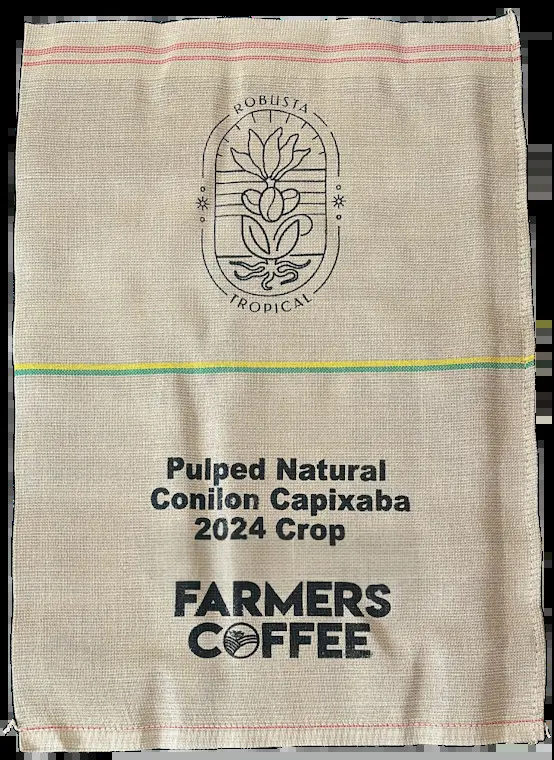 ROBUSTA
TROPICAL
Pulped Natural
Conilon Capixaba
2024 Crop
FARMERS
COFFEE